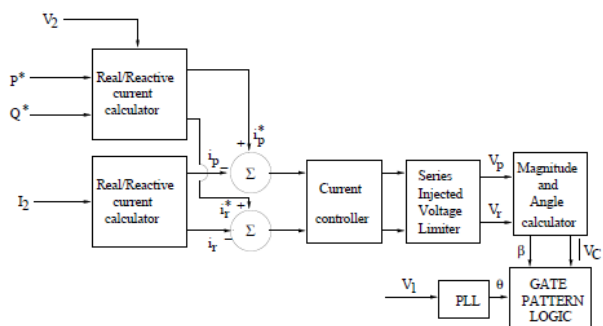 V2
P*
Q*
Real/Reactive
current
calculator
ip*
+
ip
−
Σ
I2
Real/Reactive
current
calculator
ir*
+
ir
−
Σ
Current
controller
Series
Injected
Voltage
Limiter
Vp
Vr
Magnitude
and
Angle
calculator
β
VC
V1
PLL
θ
GATE
PATTERN
LOGIC